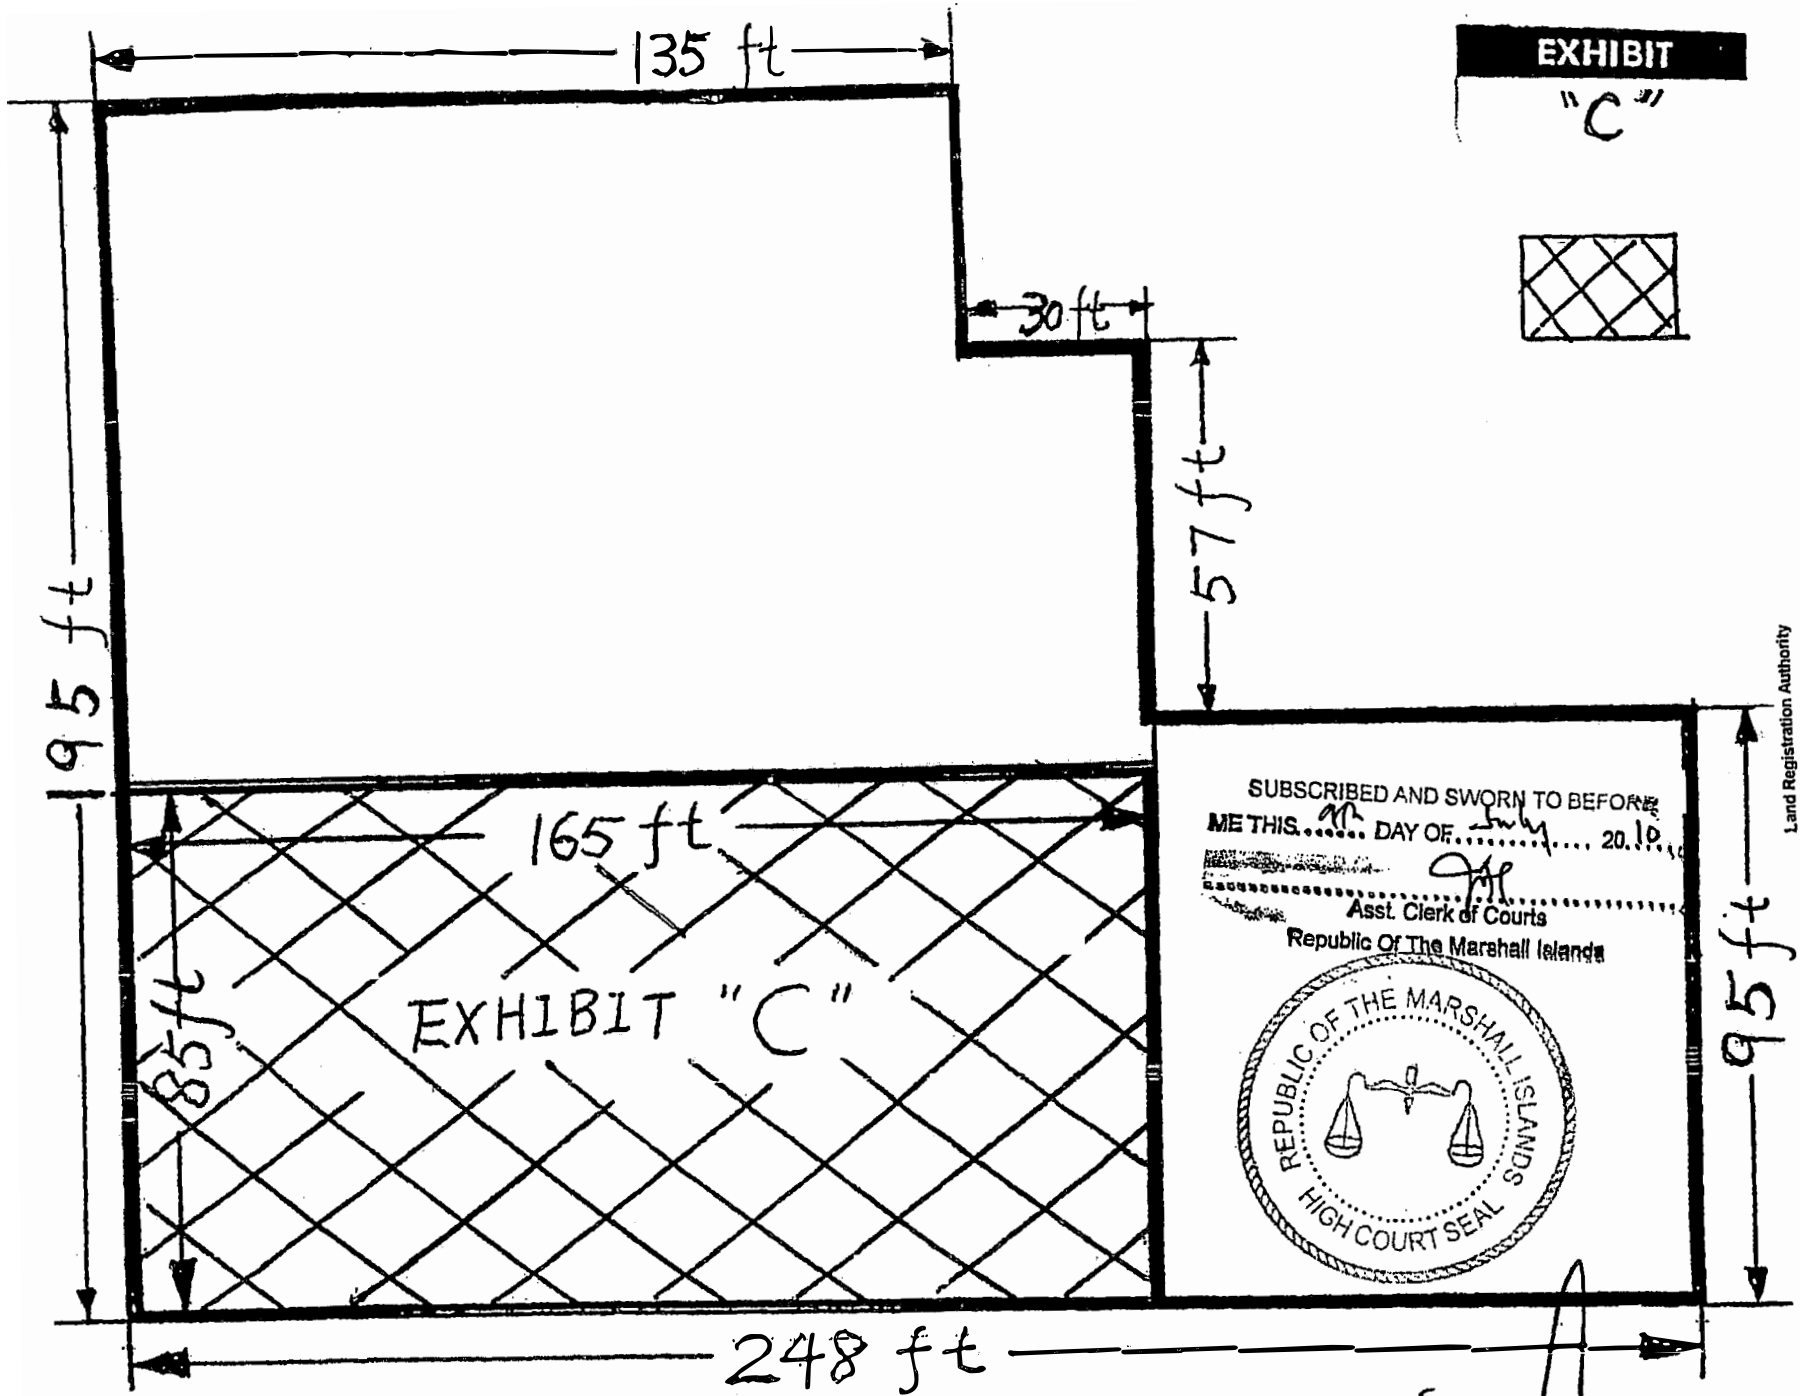 135 ft
EXHIBIT
"C"
30 ft
57 ft
195 ft
Land Registration Authority
165 ft
85 ft
EXHIBIT "C"
SUBSCRIBED AND SWORN TO BEFORE
ME THIS....... DAY OF July 2010
Asst. Clerk of Courts
Republic Of The Marshall Islands
REPUBLIC OF THE MARSHALL ISLANDS
HIGH COURT SEAL
95 ft
248 ft